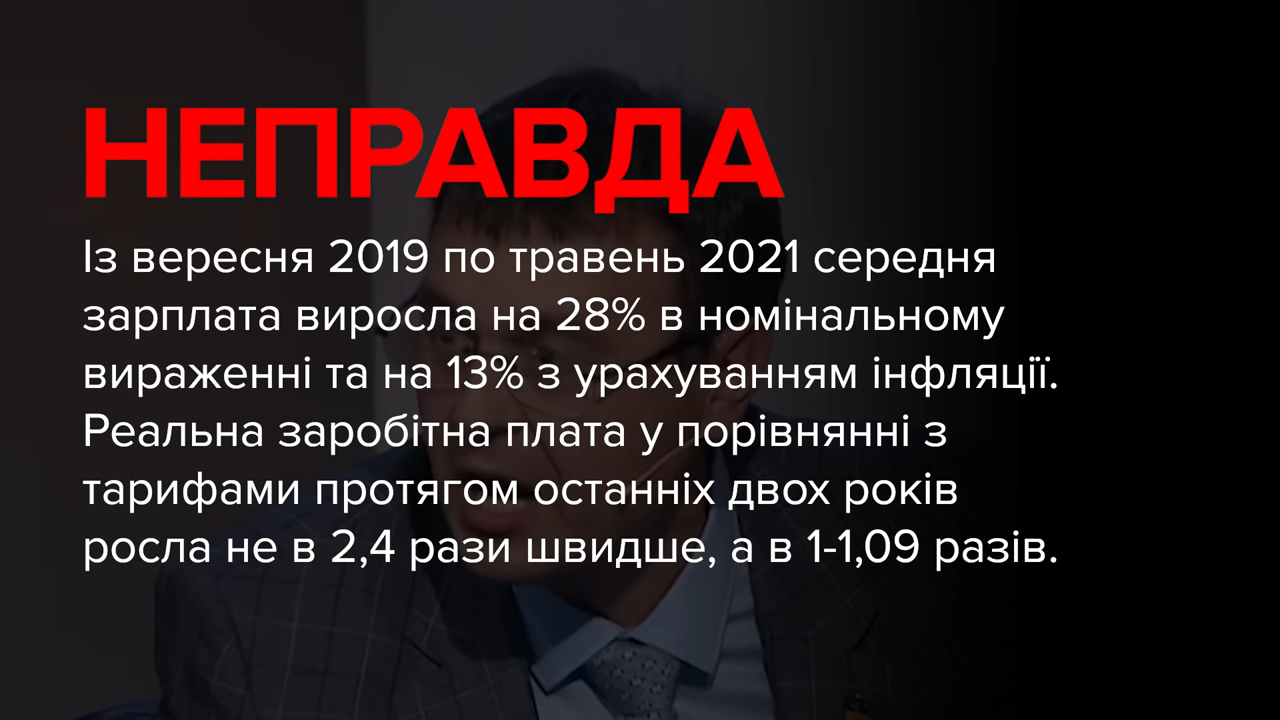 НЕПРАВДА
Із вересня 2019 по травень 2021 середня
зарплата виросла на 28% в номінальному
вираженні та на 13% з урахуванням інфляції.
Реальна заробітна плата у порівнянні з
тарифами протягом останніх двох років
росла не в 2,4 рази швидше, а в 1-1,09 разів.